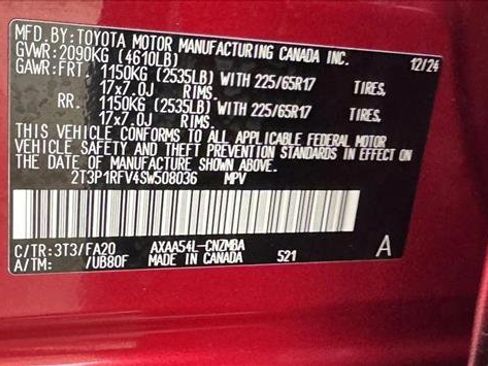 MFD.BY: TOYOTA MOTOR MANUFACTURING CANADA INC.
GVWR: 2090KG (4610LB) 12/24
GAWR: FRT. 1150KG (2535LB) WITH 225/65R17 TIRES,
17x7.0J RIMS.
RR. 1150KG (2535LB) WITH 225/65R17 TIRES,
17x7.0J RIMS.
THIS VEHICLE CONFORMS TO ALL APPLICABLE FEDERAL MOTOR
VEHICLE SAFETY AND THEFT PREVENTION STANDARDS IN EFFECT ON
THE DATE OF MANUFACTURE SHOWN ABOVE.
2T3P1RFV4SW508036 MPV
C/TR: 3T3/FA20 AXAA54L-CNZMBA A
A/TM: /UB80F MADE IN CANADA 521